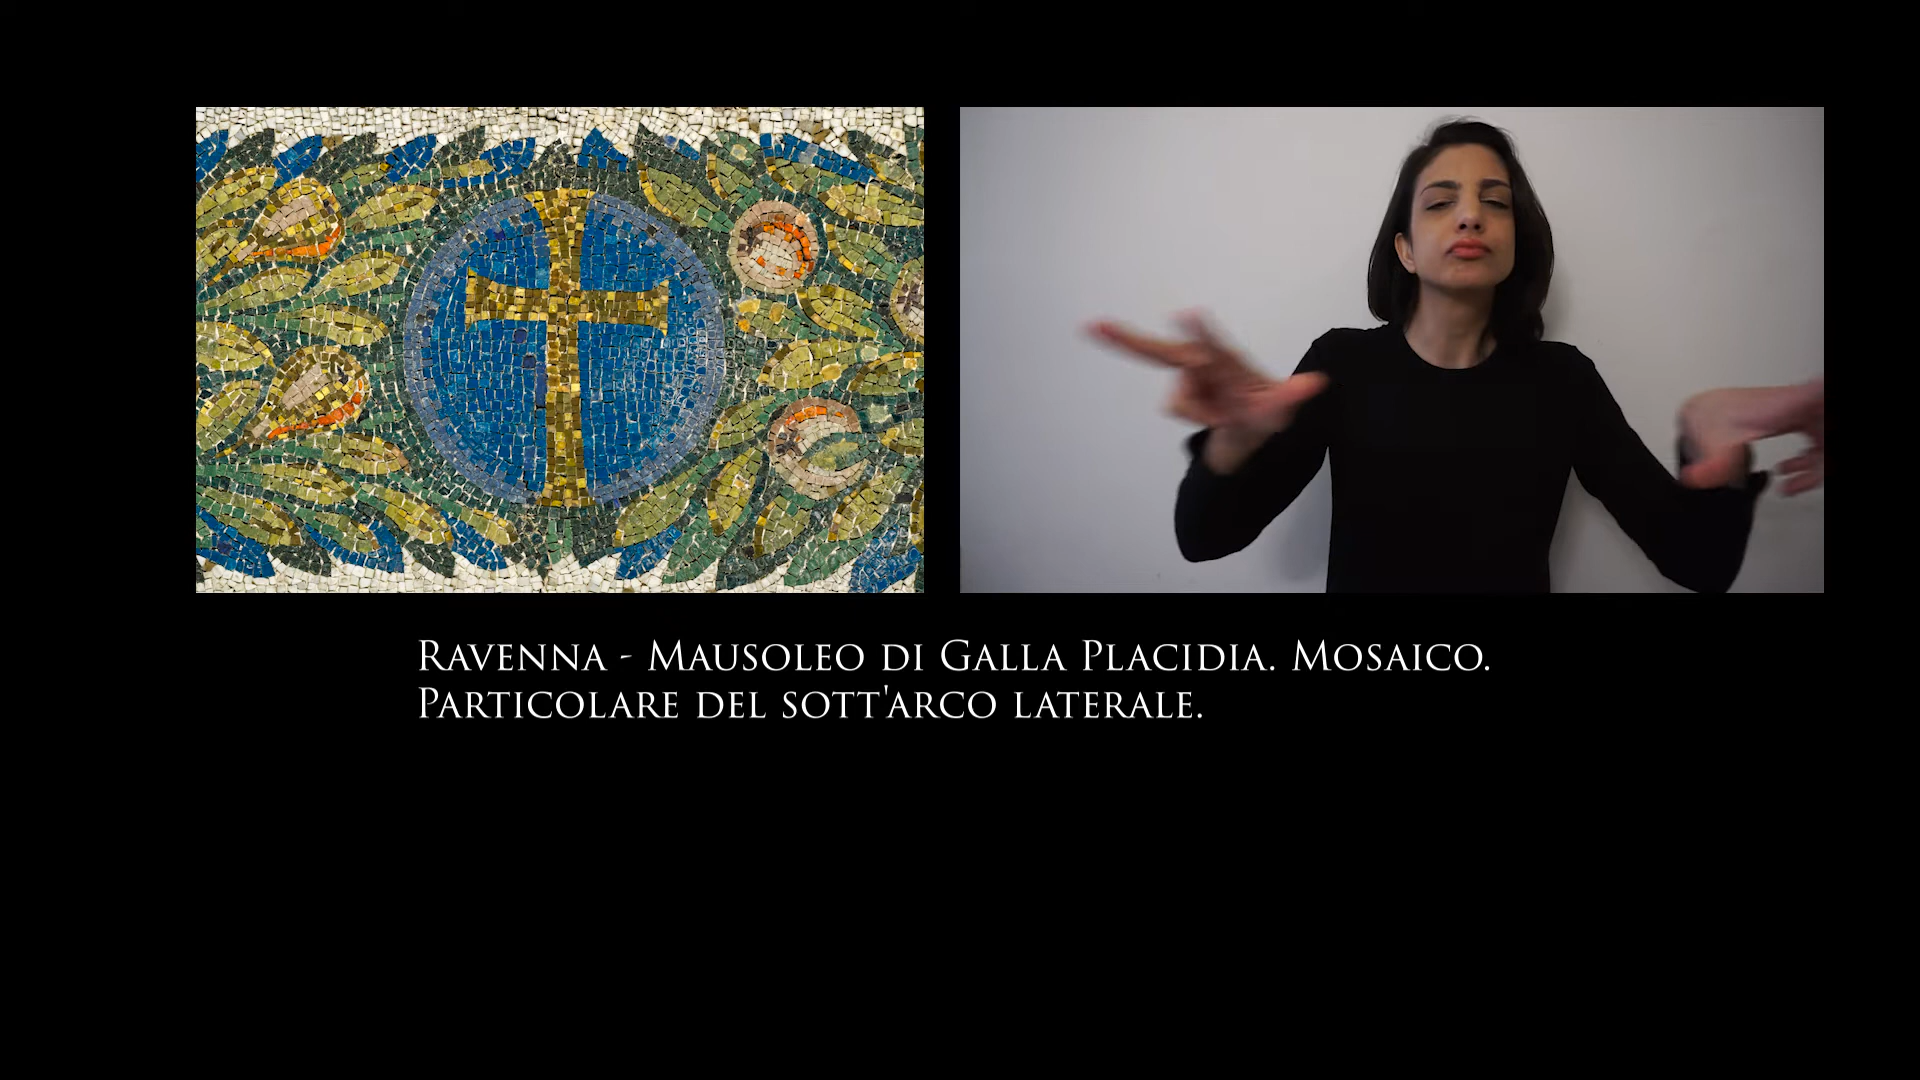 Ravenna - Mausoleo di Galla Placidia. Mosaico.
Particolare del sott'arco laterale.